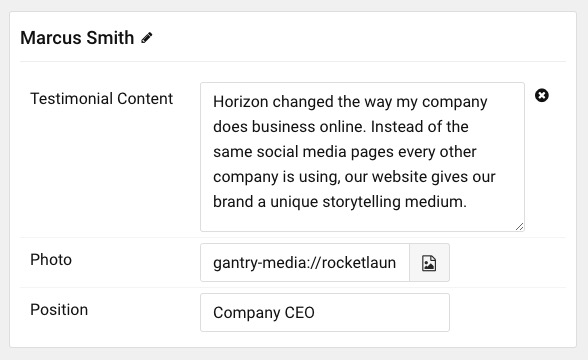 Marcus Smith
Testimonial Content
Horizon changed the way my company
does business online. Instead of the
same social media pages every other
company is using, our website gives our
brand a unique storytelling medium.
Photo
gantry-media://rocketlaun
Position
Company CEO